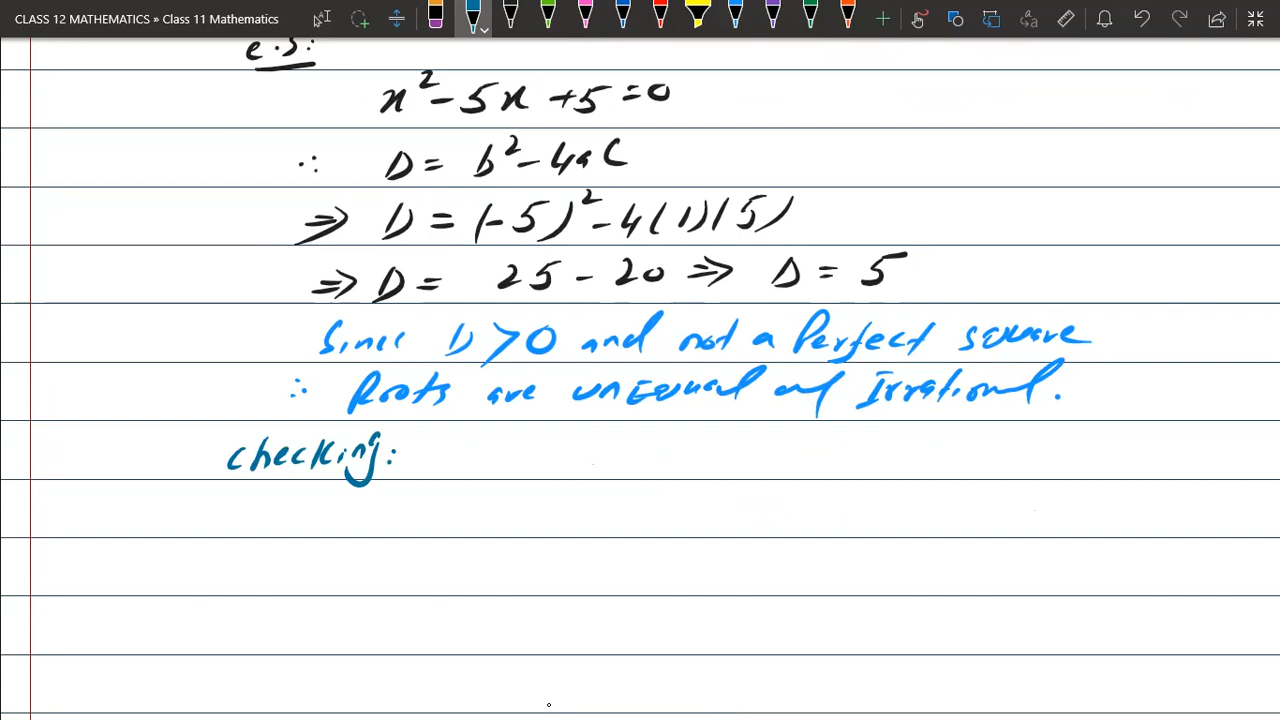 CLASS 12 MATHEMATICS » Class 11 Mathematics
e.g:
x² - 5x + 5 = 0
∴ D = b² - 4ac
⇒ D = (-5)² - 4(1)(5)
⇒ D = 25 - 20 ⇒ D = 5
Since D > 0 and not a Perfect square
∴ Roots are unEqual and Irrational.
checking: